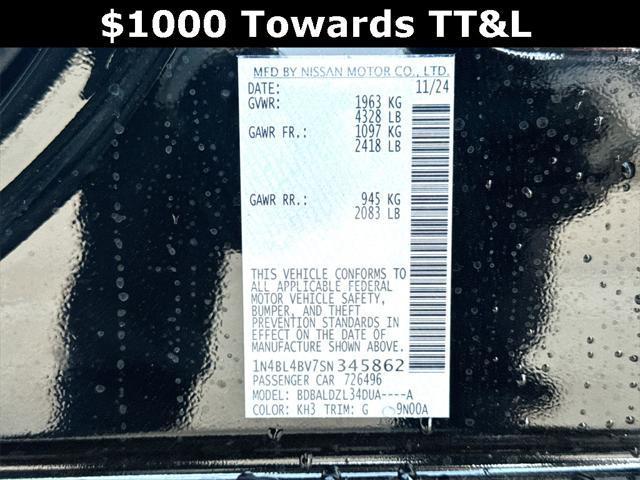 $1000 Towards TT&L
MFD BY NISSAN MOTOR CO., LTD.
DATE: 11/24
GVWR: 1963 KG
4328 LB
GAWR FR.: 1097 KG
2418 LB
GAWR RR.: 945 KG
2083 LB
THIS VEHICLE CONFORMS TO
ALL APPLICABLE FEDERAL
MOTOR VEHICLE SAFETY,
BUMPER, AND THEFT
PREVENTION STANDARDS IN
EFFECT ON THE DATE OF
MANUFACTURE SHOWN ABOVE.
1N4BL4BV7SN345862
PASSENGER CAR 726496
MODEL: BDBALDZL34DUA----A
COLOR: KH3 TRIM: G 9N00A